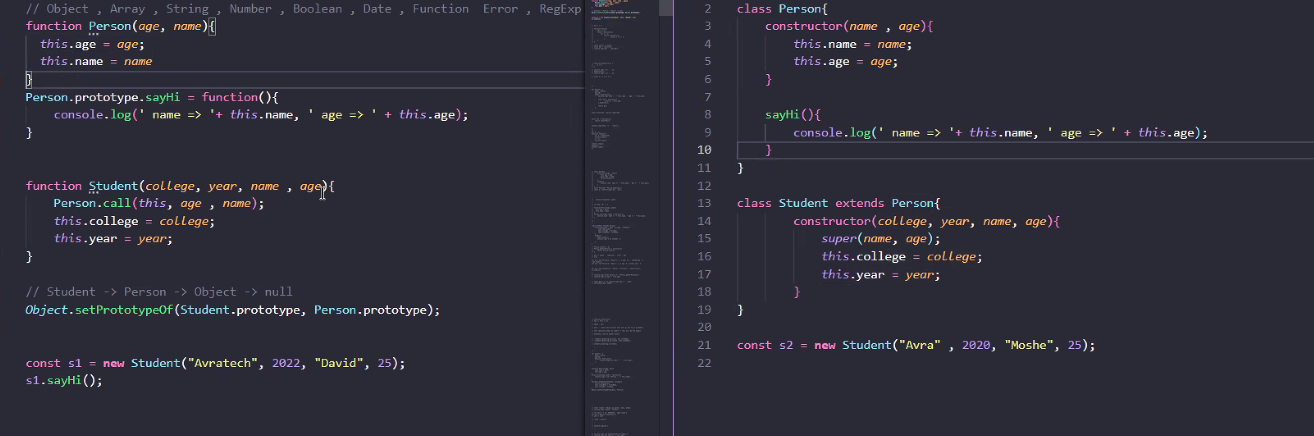 // Object , Array , String , Number , Boolean , Date , Function  Error , RegExp
function Person(age, name){
this.age = age;
this.name = name
}
Person.prototype.sayHi = function(){
console.log(' name => '+ this.name, ' age => ' + this.age);
}
function Student(college, year, name , age){
Person.call(this, age , name);
this.college = college;
this.year = year;
}
// Student -> Person -> Object -> null
Object.setPrototypeOf(Student.prototype, Person.prototype);
const s1 = new Student("Avratech", 2022, "David", 25);
s1.sayHi();
2 class Person{
3 constructor(name , age){
4 this.name = name;
5 this.age = age;
6 }
7
8 sayHi(){
9 console.log(' name => '+ this.name, ' age => ' + this.age);
10 }
11 }
12
13 class Student extends Person{
14 constructor(college, year, name, age){
15 super(name, age);
16 this.college = college;
17 this.year = year;
18 }
19 }
20
21 const s2 = new Student("Avra" , 2020, "Moshe", 25);
22